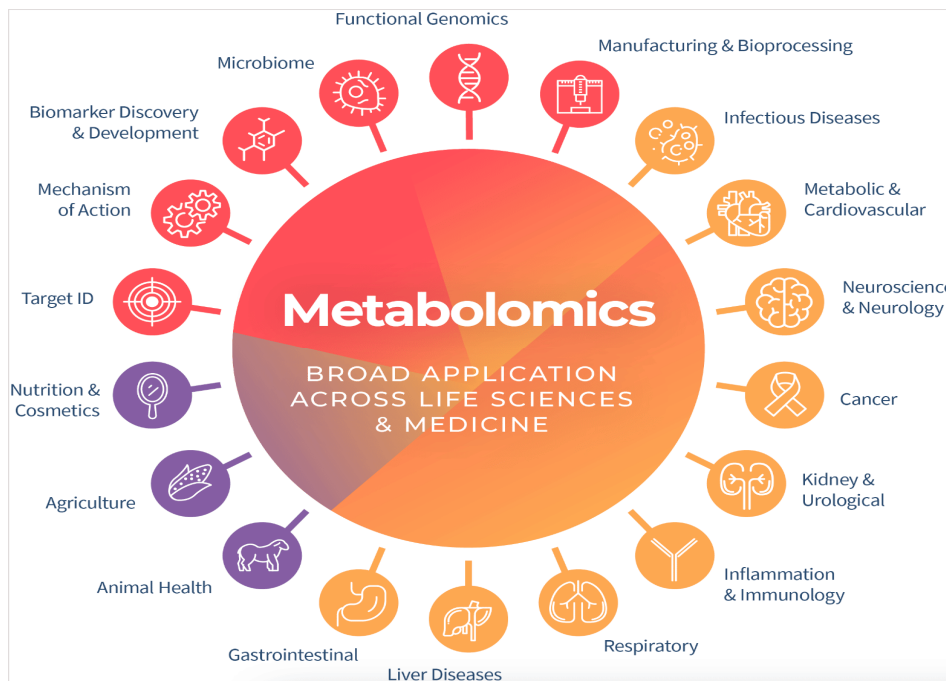 Functional Genomics
Manufacturing & Bioprocessing
Microbiome
Biomarker Discovery
& Development
Infectious Diseases
Mechanism
of Action
Metabolic &
Cardiovascular
Target ID
Neuroscience
& Neurology
Metabolomics
BROAD APPLICATION
ACROSS LIFE SCIENCES
& MEDICINE
Nutrition &
Cosmetics
Cancer
Agriculture
Kidney &
Urological
Animal Health
Inflammation
& Immunology
Gastrointestinal
Respiratory
Liver Diseases